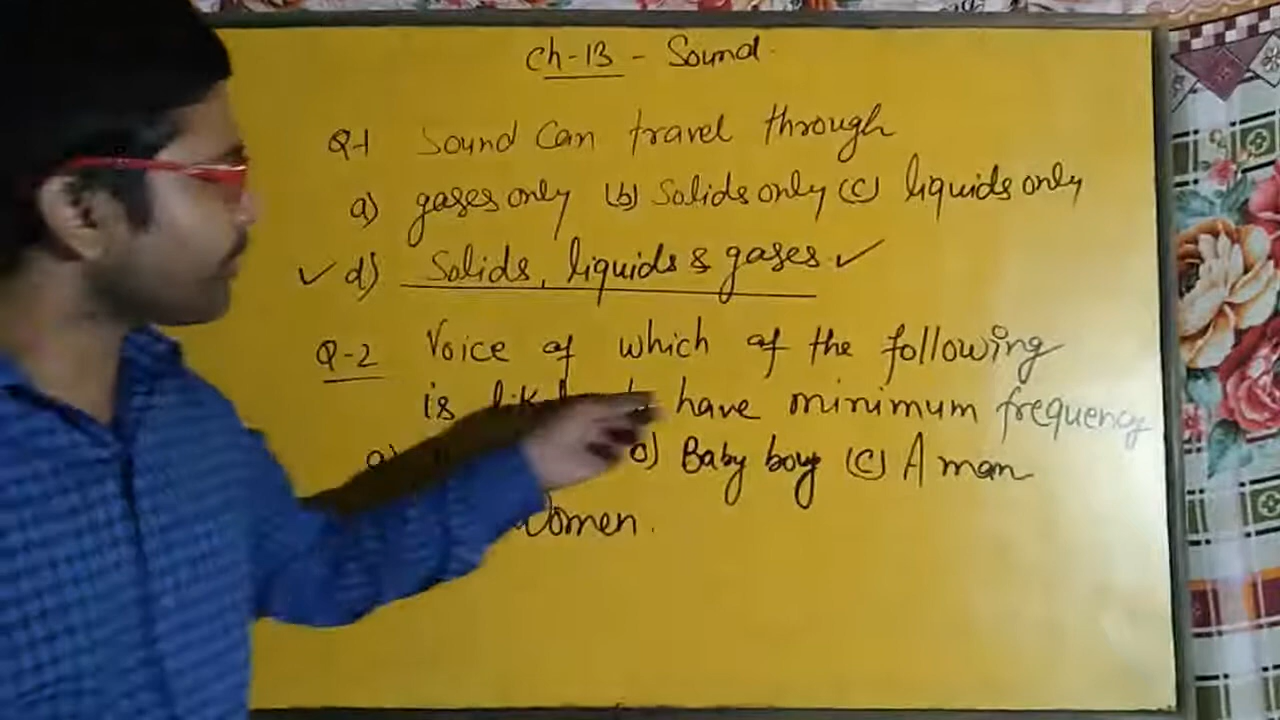 Ch-13 - Sound
Q-1 Sound Can travel through
a) gases only (b) Solids only (c) liquids only
d) Solids, liquids & gases.
Q-2 Voice of which of the following
is have minimum frequency
a) Baby boy (c) A man
Women.